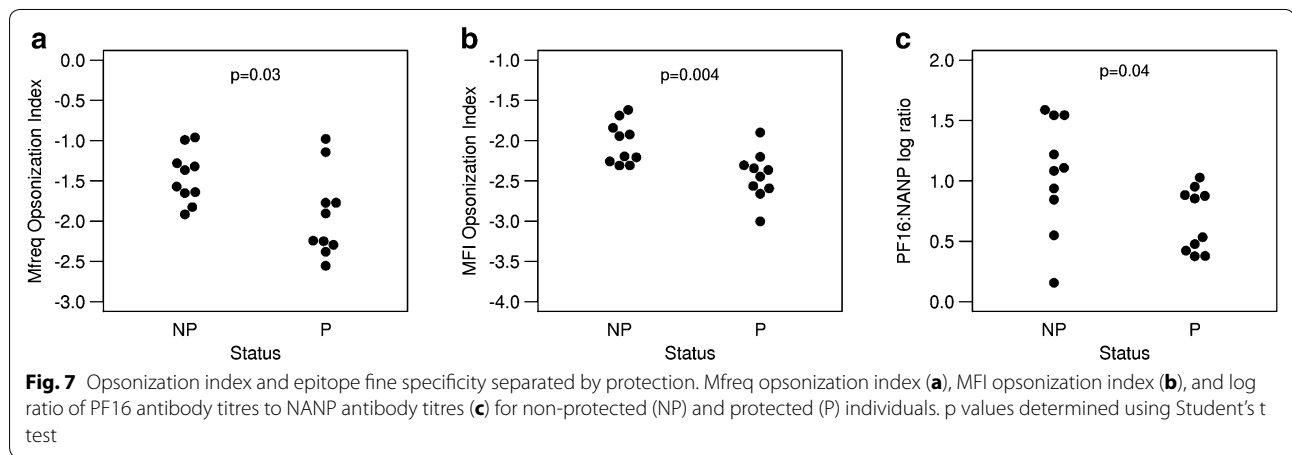 a
p=0.03
Mfreq Opsonization Index
0.0
-0.5
-1.0
-1.5
-2.0
-2.5
-3.0
NP P
Status
b
p=0.004
MFI Opsonization Index
-1.0
-1.5
-2.0
-2.5
-3.0
-3.5
-4.0
NP P
Status
c
p=0.04
PF16:NANP log ratio
2.0
1.5
1.0
0.5
0.0
NP P
Status
Fig. 7 Opsonization index and epitope fine specificity separated by protection. Mfreq opsonization index (a), MFI opsonization index (b), and log
ratio of PF16 antibody titres to NANP antibody titres (c) for non-protected (NP) and protected (P) individuals. p values determined using Student’s t
test